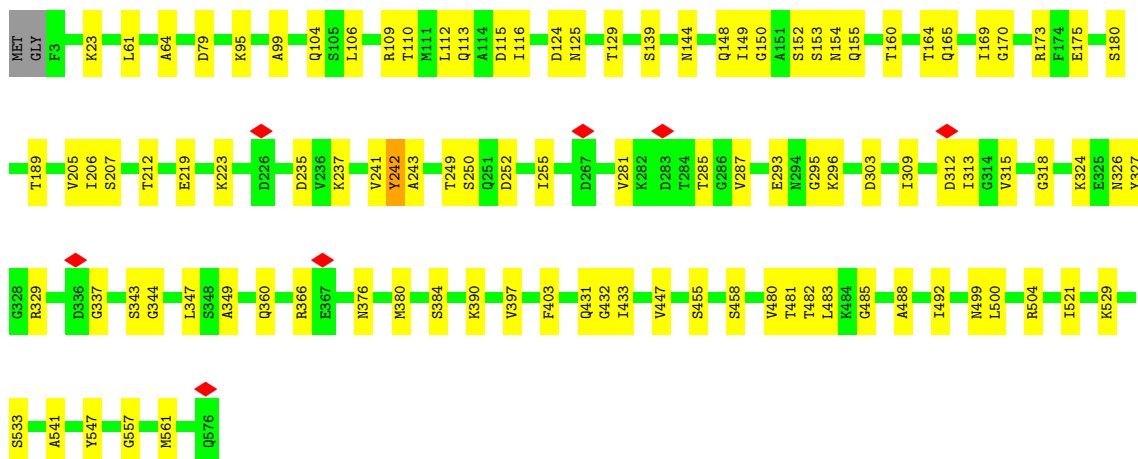 MET GLY F3 K23 L61 A64 D79 K95 A99 Q104 S105 L106 R109 T110 M111 L112 Q113 A114 D115 I116 D124 N125 T129 S139 N144 Q148 I149 G150 A151 S152 S153 N154 Q155 T160 T164 Q165 I169 G170 R173 F174 E175 S180
T189 V205 I206 S207 T212 E219 K223 D226 D235 V236 K237 V241 Y242 A243 T249 S250 Q251 D252 I255 D267 V281 K282 D283 T284 T285 G286 V287 E293 N294 G295 K296 D303 I309 D312 I313 G314 V315 G318 K324 E325 N326 Y327
G328 R329 D336 G337 S343 G344 L347 S348 A349 Q360 R366 E367 N376 M380 S384 K390 V397 F403 Q431 G432 I433 V447 S455 S458 V480 T481 T482 L483 K484 G485 A488 I492 N499 L500 R504 I521 K529
S533 A541 Y547 G557 M561 Q576